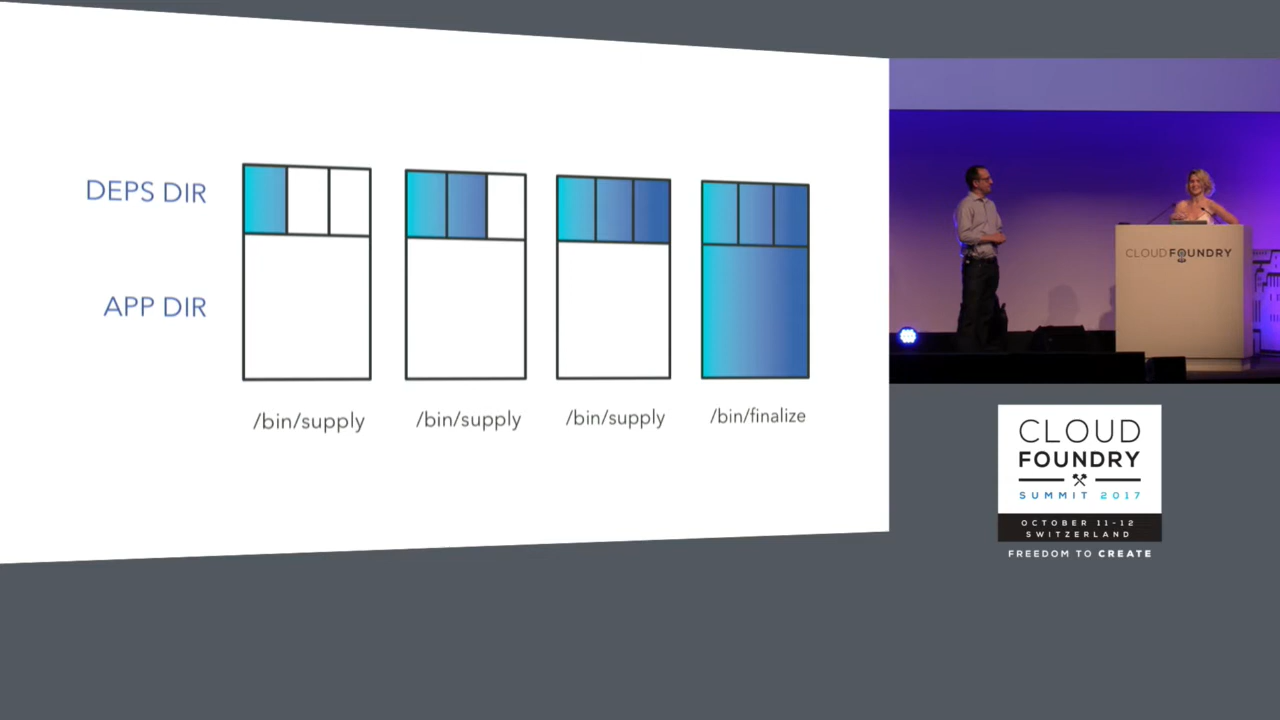 DEPS DIR
APP DIR
/bin/supply
/bin/supply
/bin/supply
/bin/finalize
CLOUDFOUNDRY
CLOUD
FOUNDRY
SUMMIT 2017
OCTOBER 11-12
SWITZERLAND
FREEDOM TO CREATE